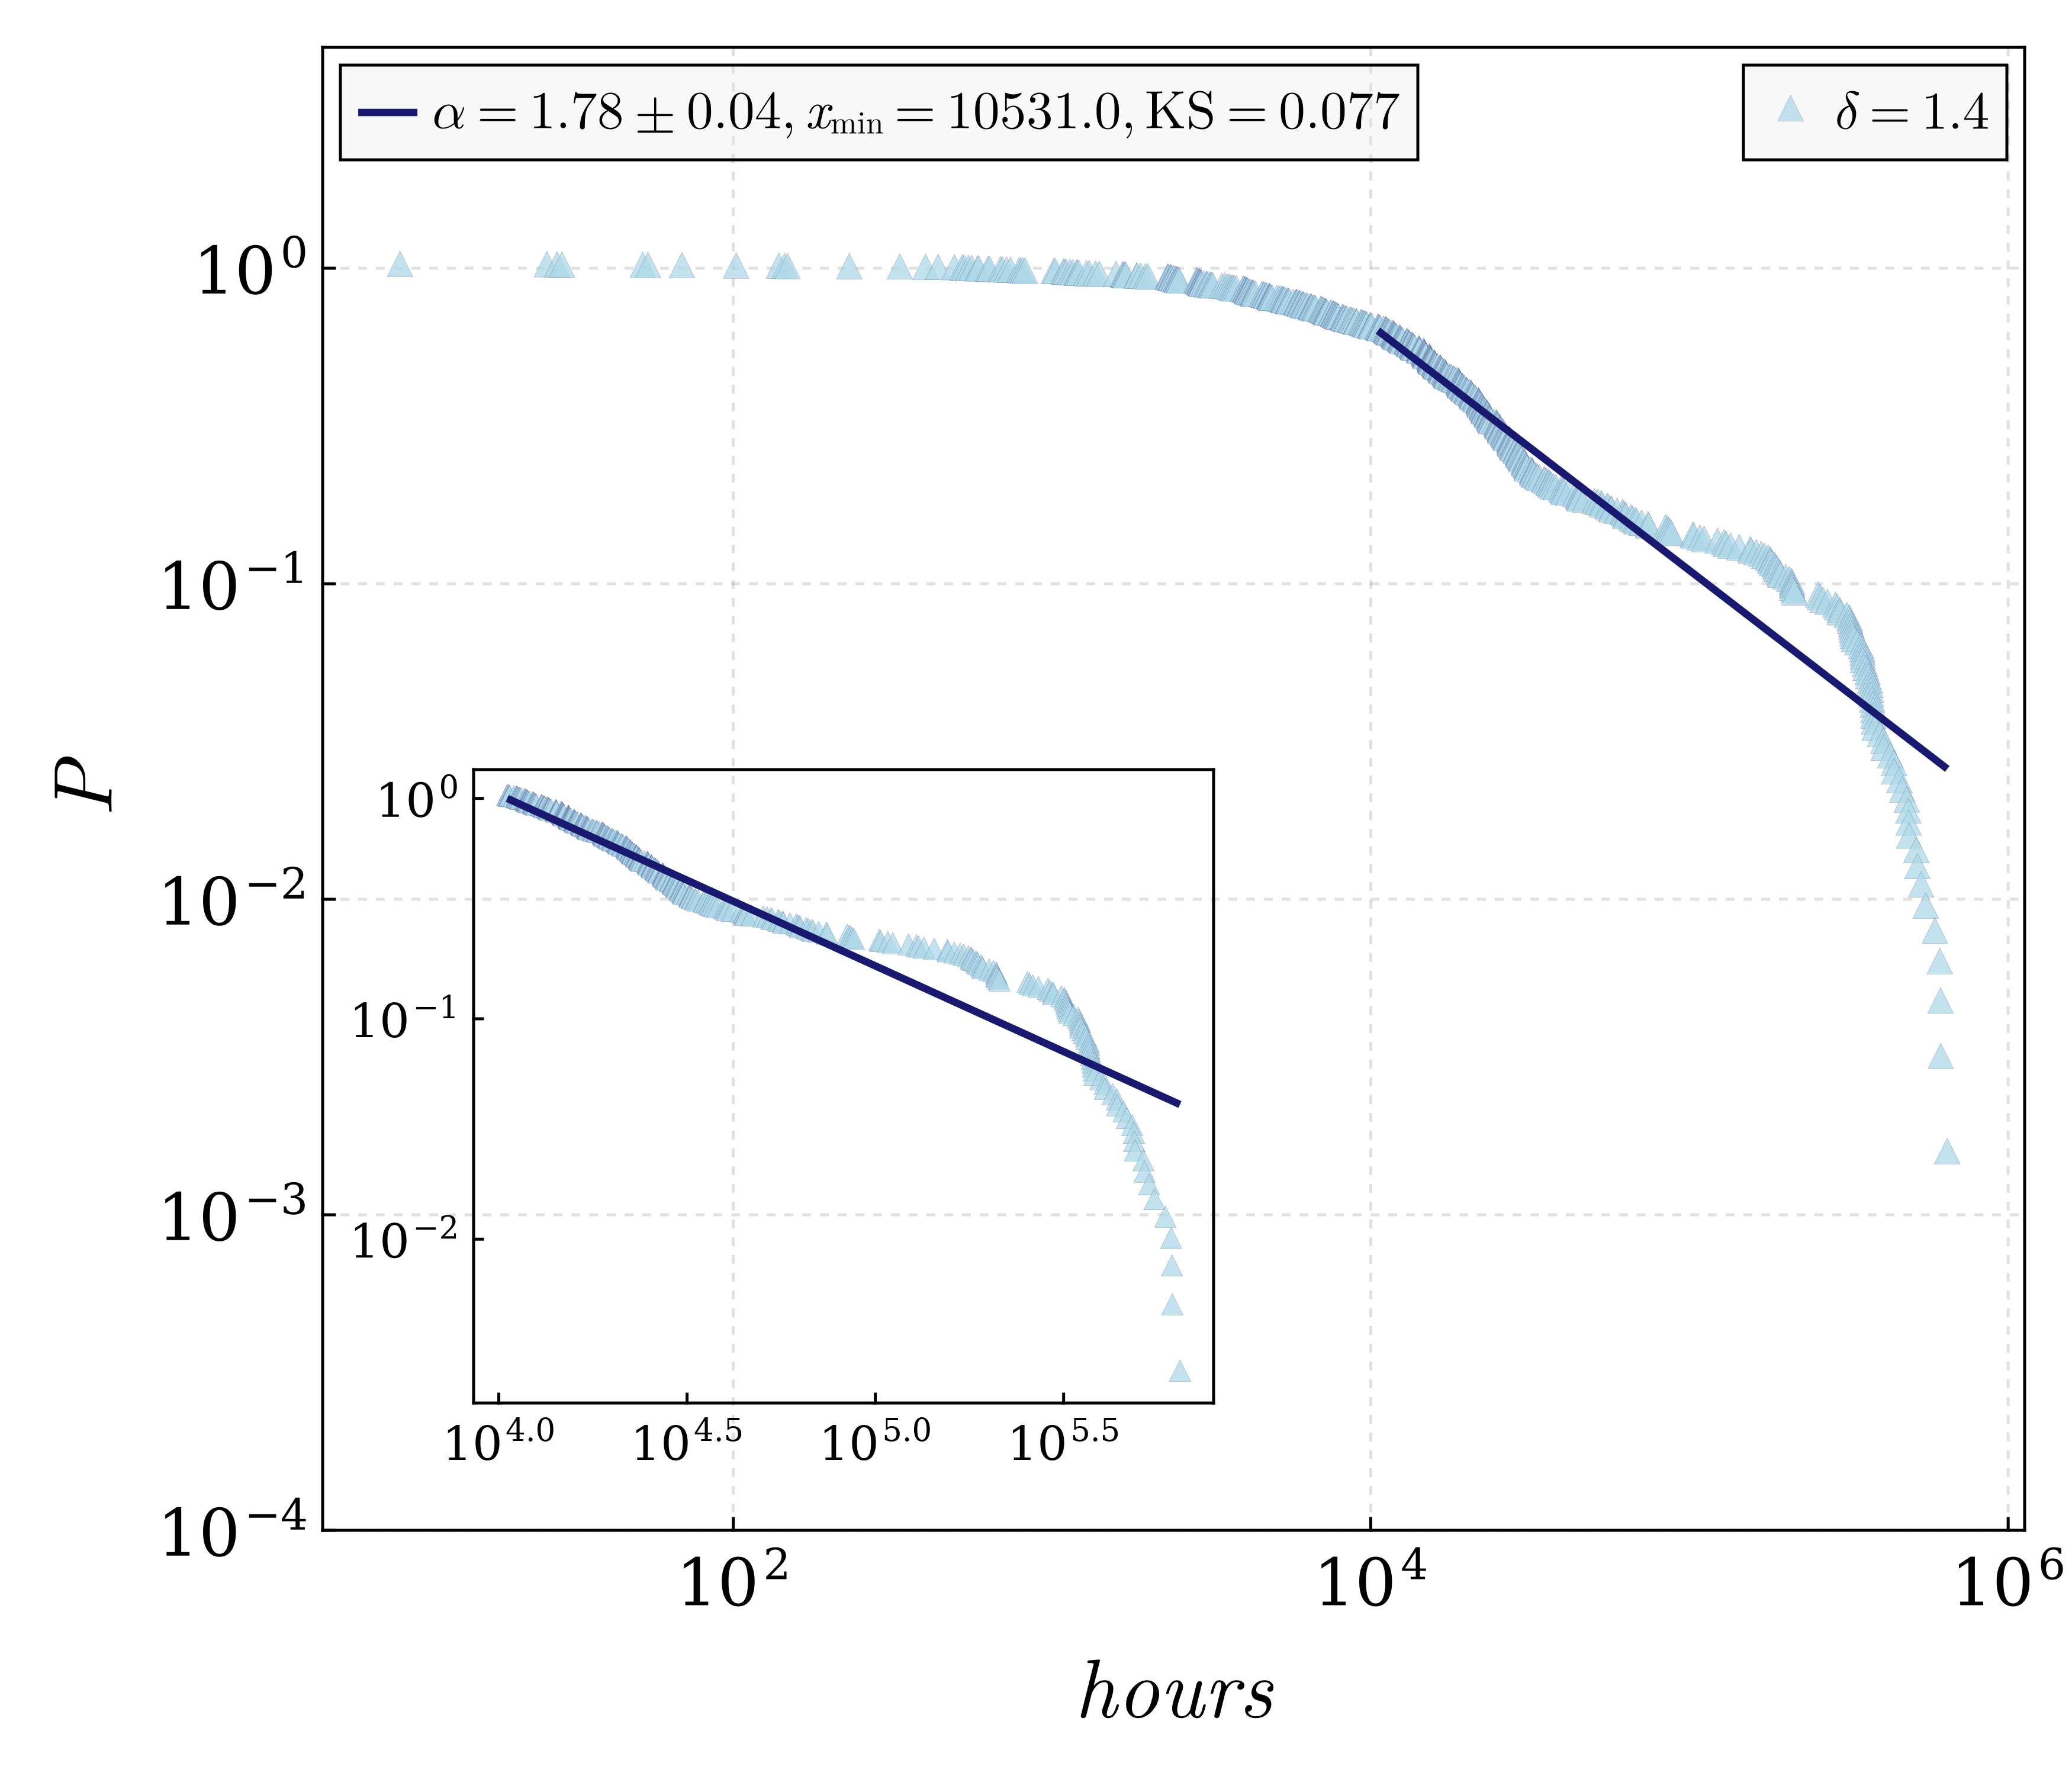 α = 1.78 ± 0.04, x_min = 10531.0, KS = 0.077
δ = 1.4
10^0
10^−1
10^−2
10^−3
10^−4
P
10^0
10^−1
10^−2
10^4.0 10^4.5 10^5.0 10^5.5
10^2 10^4 10^6
hours